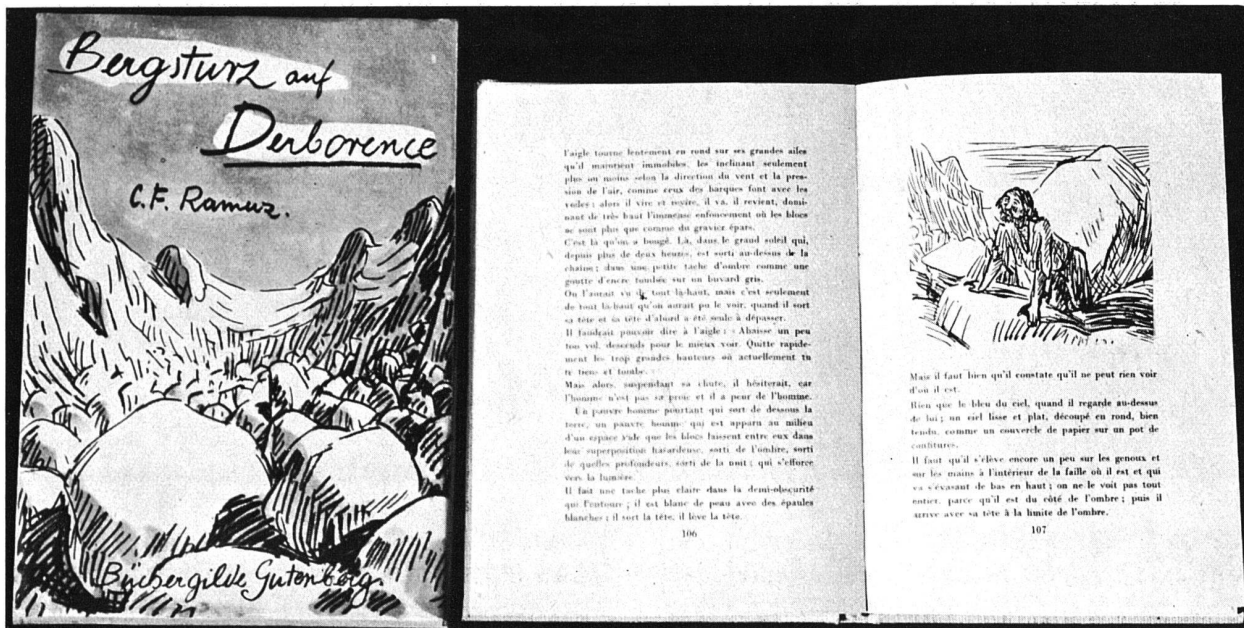 Bergsturz auf
Derborence
C.F. Ramuz.
Büchergilde Gutenberg
l'aigle tourne lentement en rond sur ses grandes ailes
qu'il maintient immobiles, les inclinant seulement
plus ou moins selon la direction du vent et la pres-
sion de l'air, comme ceux des barques font avec les
voiles; alors il vire et revire, il va, il revient, domi-
nant de très haut l'immense enfoncement où les blocs
ne sont plus que comme du gravier épars.
C'est là qu'on a bougé. Là, dans le grand soleil qui,
depuis plus de deux heures, est sorti au-dessus de la
chaîne; dans une petite tache d'ombre comme une
goutte d'encre tombée sur un buvard gris.
On l'aurait vu de tout là-haut, mais c'est seulement
de tout là-haut qu'on aurait pu le voir, quand il sort
sa tête et sa tête d'abord a été seule à dépasser.
Il faudrait pouvoir dire à l'aigle : « Abaisse un peu
ton vol, descends pour le mieux voir. Quitte rapide-
ment les trop grandes hauteurs où actuellement tu
te tiens et tombe. »
Mais alors, suspendant sa chute, il hésiterait, car
l'homme n'est pas sa proie et il a peur de l'homme.
Un pauvre homme pourtant qui sort de dessous la
terre, un pauvre homme qui est apparu au milieu
d'un espace vide que les blocs laissent entre eux dans
leur superposition hasardeuse, sorti de l'ombre, sorti
de quelles profondeurs, sorti de la nuit; qui s'efforce
vers la lumière.
Il fait une tache plus claire dans la demi-obscurité
qui l'entoure; il est blanc de peau avec des épaules
blanches; il sort la tête, il lève la tête.
106
Mais il faut bien qu'il constate qu'il ne peut rien voir
d'où il est.
Rien que le bleu du ciel, quand il regarde au-dessus
de lui; un ciel lisse et plat, découpé en rond, bien
tendu, comme un couvercle de papier sur un pot de
confitures.
Il faut qu'il s'élève encore un peu sur les genoux et
sur les mains à l'intérieur de la faille où il est et qui
va s'évasant de bas en haut; on ne le voit pas tout
entier, parce qu'il est du côté de l'ombre; puis il
arrive avec sa tête à la limite de l'ombre.
107